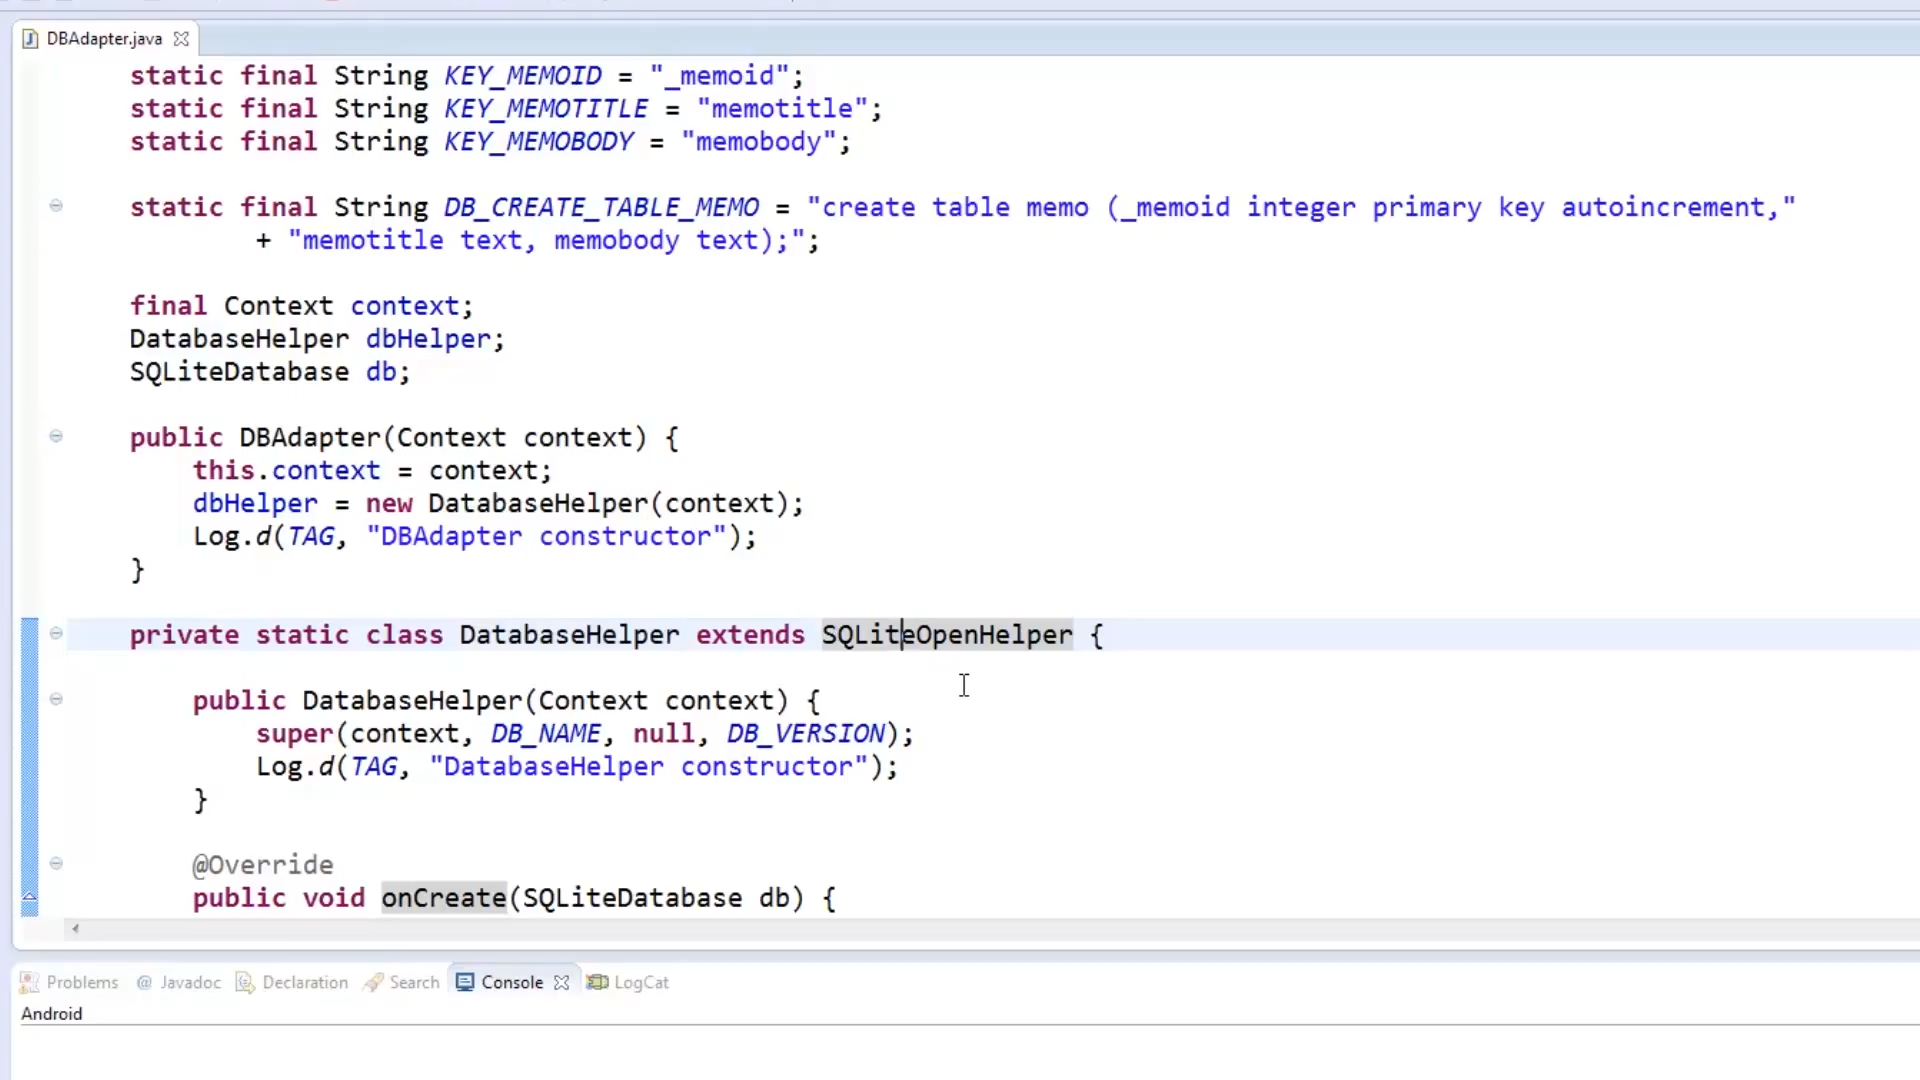 DBAdapter.java
static final String KEY_MEMOID = "_memoid";
static final String KEY_MEMOTITLE = "memotitle";
static final String KEY_MEMOBODY = "memobody";
static final String DB_CREATE_TABLE_MEMO = "create table memo (_memoid integer primary key autoincrement,"
+ "memotitle text, memobody text);";
final Context context;
DatabaseHelper dbHelper;
SQLiteDatabase db;
public DBAdapter(Context context) {
this.context = context;
dbHelper = new DatabaseHelper(context);
Log.d(TAG, "DBAdapter constructor");
}
private static class DatabaseHelper extends SQLiteOpenHelper {
public DatabaseHelper(Context context) {
super(context, DB_NAME, null, DB_VERSION);
Log.d(TAG, "DatabaseHelper constructor");
}
@Override
public void onCreate(SQLiteDatabase db) {
Problems @ Javadoc Declaration Search Console LogCat
Android